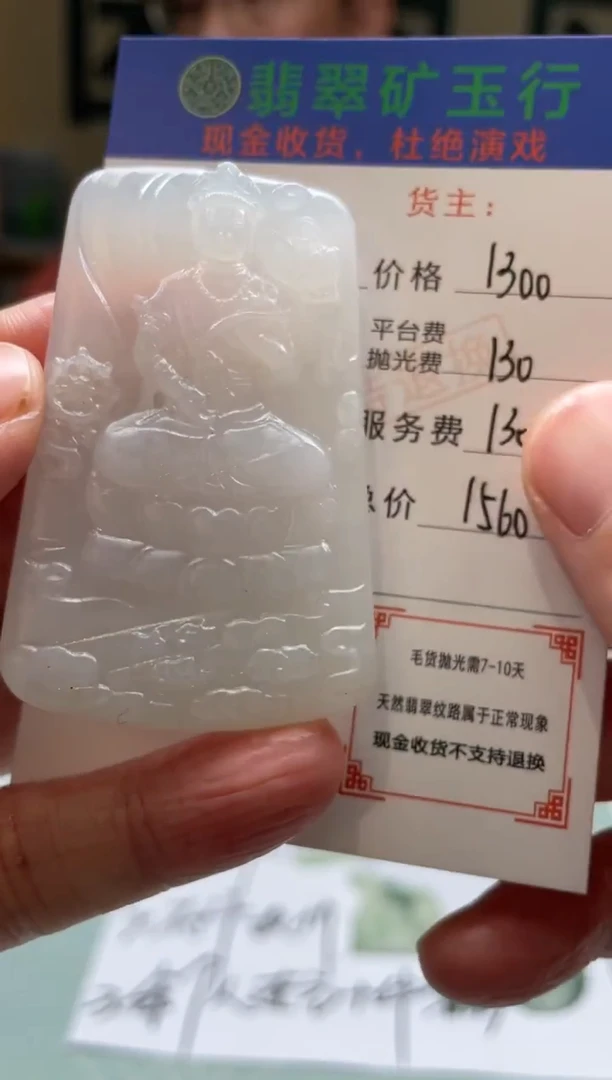 翡翠矿玉行
现金收货，杜绝演戏
货主：
价格 1300
平台费
抛光费 130
服务费
总价 1560
毛货抛光需7-10天
天然翡翠纹路属于正常现象
现金收货不支持退换